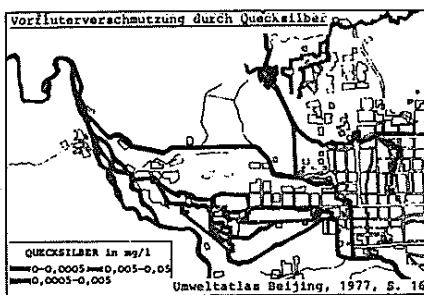 Vorfluterverschmutzung durch Quecksilber
QUECKSILBER in mg/l
0-0,0005 0,005-0,05
0,0005-0,005
Umweltatlas Beijing, 1977, S. 16